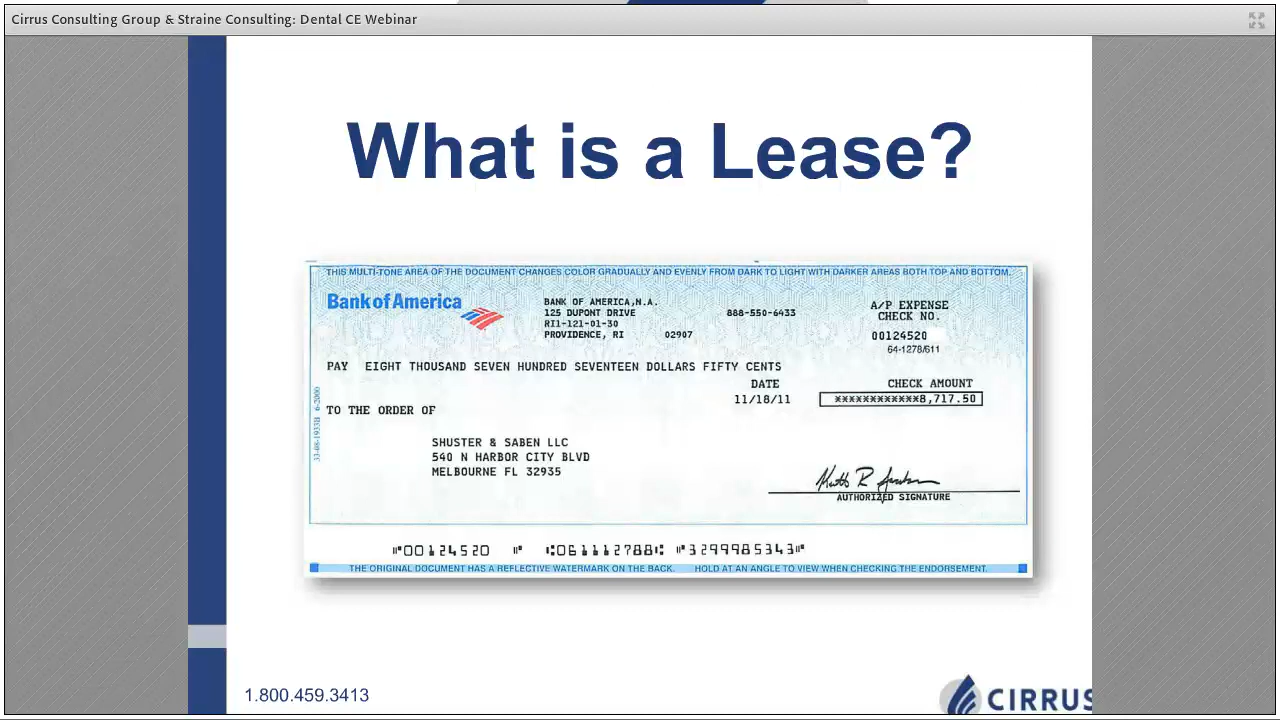 Cirrus Consulting Group & Straine Consulting: Dental CE Webinar
What is a Lease?
THIS MULTI-TONE AREA OF THE DOCUMENT CHANGES COLOR GRADUALLY AND EVENLY FROM DARK TO LIGHT WITH DARKER AREAS BOTH TOP AND BOTTOM.
Bank of America
BANK OF AMERICA,N.A.
125 DUPONT DRIVE 888-550-6433
RI1-121-01-30
PROVIDENCE, RI 02907
A/P EXPENSE
CHECK NO.
00124520
64-1278/611
PAY EIGHT THOUSAND SEVEN HUNDRED SEVENTEEN DOLLARS FIFTY CENTS
DATE CHECK AMOUNT
11/18/11 ************8,717.50
33-08-1933B 6-2000
TO THE ORDER OF
SHUSTER & SABEN LLC
540 N HARBOR CITY BLVD
MELBOURNE FL 32935
AUTHORIZED SIGNATURE
⑈00124520 ⑈ ⑆061112788⑆ ⑈3299985343⑈
THE ORIGINAL DOCUMENT HAS A REFLECTIVE WATERMARK ON THE BACK. HOLD AT AN ANGLE TO VIEW WHEN CHECKING THE ENDORSEMENT.
1.800.459.3413
CIRRUS